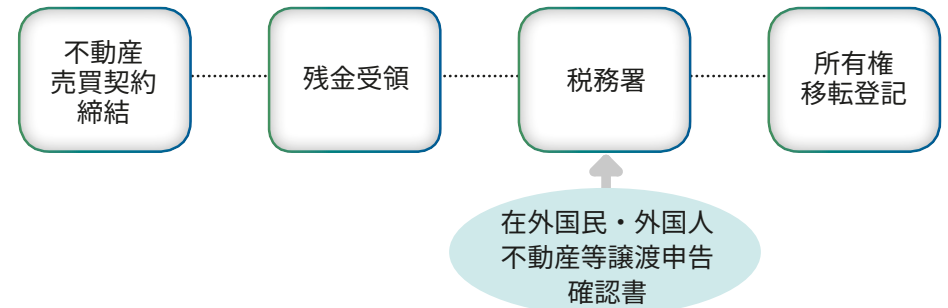 不動産
売買契約
締結
残金受領
税務署
所有権
移転登記
在外国民・外国人
不動産等譲渡申告
確認書